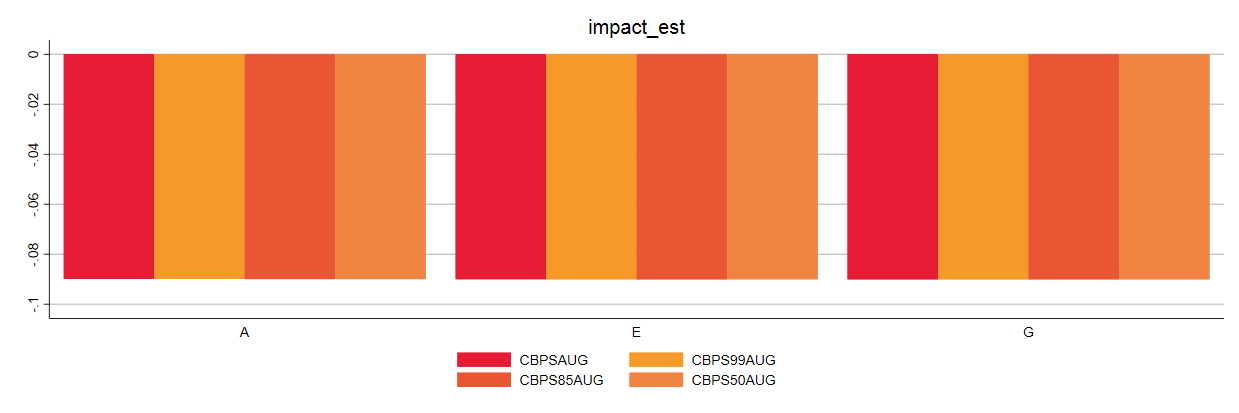 impact_est
0
-.02
-.04
-.06
-.08
-.1
A E G
CBPSAUG CBPS99AUG
CBPS85AUG CBPS50AUG